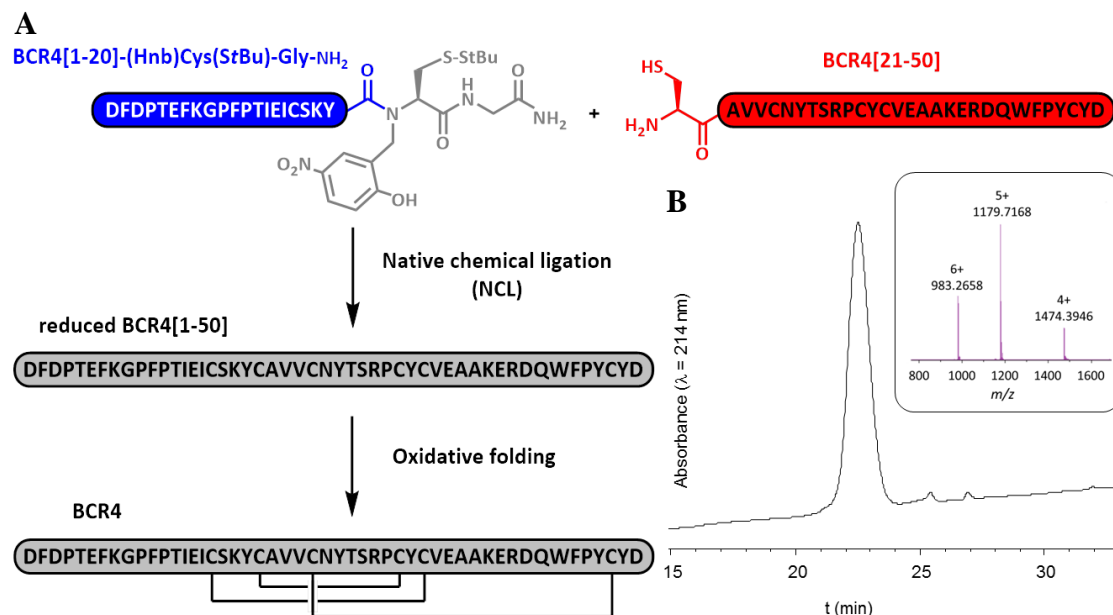 A
BCR4[1-20]-(Hnb)Cys(StBu)-Gly-NH₂
DFDPTEFKGPFPTIEICSKY
O
N
S-StBu
H
N
O
O
NH₂
O₂N
OH
+
BCR4[21-50]
HS
H₂N
O
AVVCNYTSRPCYCVEAAKERDQWFPYCYD
Native chemical ligation
(NCL)
reduced BCR4[1-50]
DFDPTEFKGPFPTIEICSKYCAVVCNYTSRPCYCVEAAKERDQWFPYCYD
Oxidative folding
BCR4
DFDPTEFKGPFPTIEICSKYCAVVCNYTSRPCYCVEAAKERDQWFPYCYD
B
Absorbance (λ = 214 nm)
5+
1179.7168
6+
983.2658
4+
1474.3946
800 1000 1200 1400 1600
m/z
15 20 25 30
t (min)